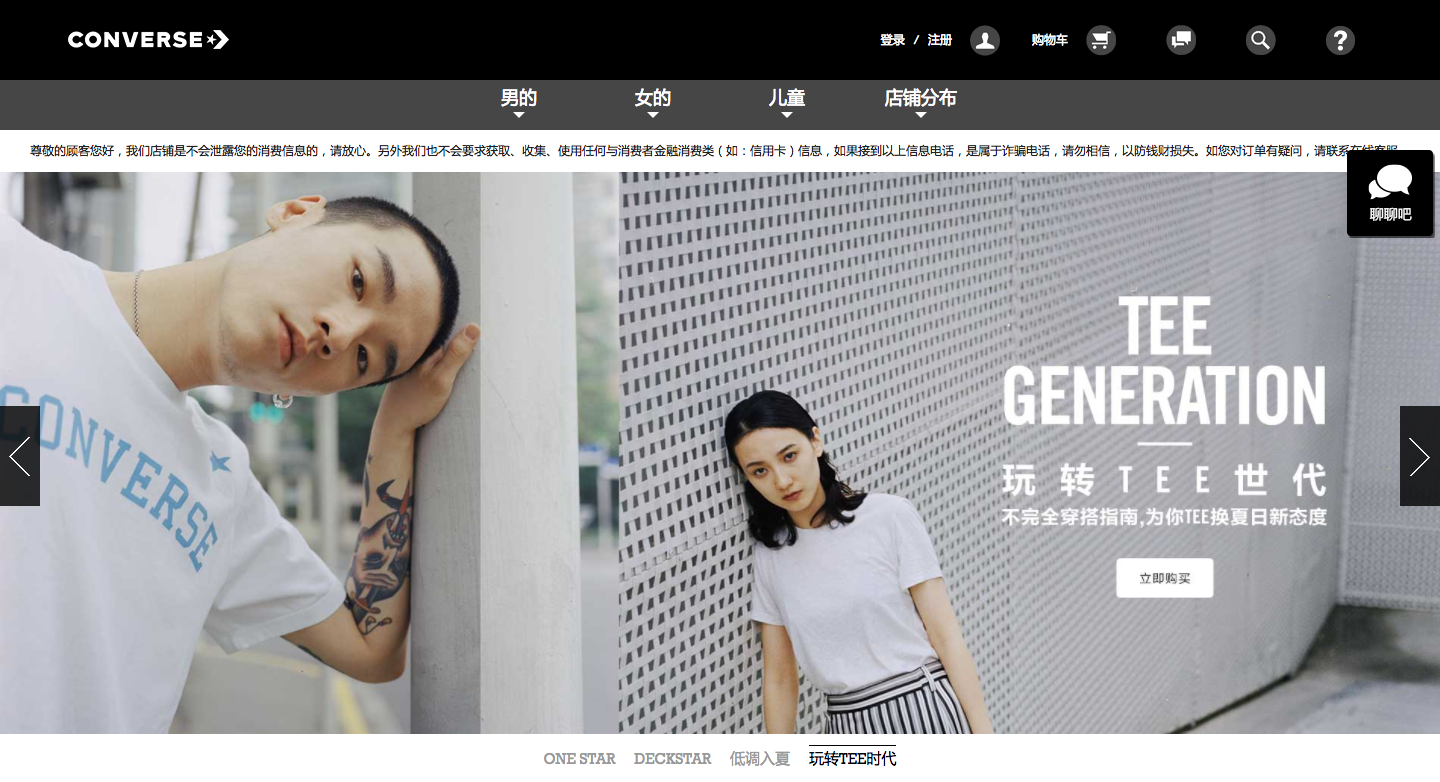 CONVERSE
登录 / 注册
购物车
男的
女的
儿童
店铺分布
尊敬的顾客您好，我们店铺是不会泄露您的消费信息的，请放心。另外我们也不会要求获取、收集、使用任何与消费者金融消费类（如：信用卡）信息，如果接到以上信息电话，是属于诈骗电话，请勿相信，以防钱财损失。如您对订单有疑问，请联系在线客服
聊聊吧
CONVERSE
TEE
GENERATION
玩转TEE世代
不完全穿搭指南,为你TEE换夏日新态度
立即购买
ONE STAR
DECKSTAR
低调入夏
玩转TEE时代